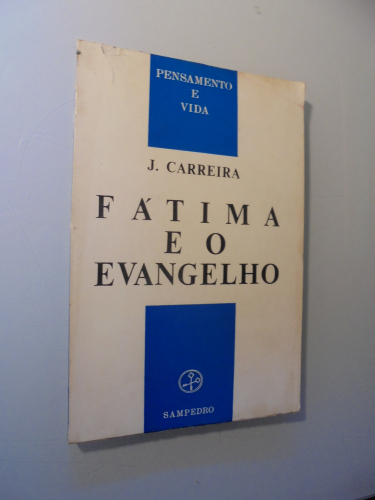 PENSAMENTO
E
VIDA
J. CARREIRA
FÁTIMA
E O
EVANGELHO
SAMPEDRO